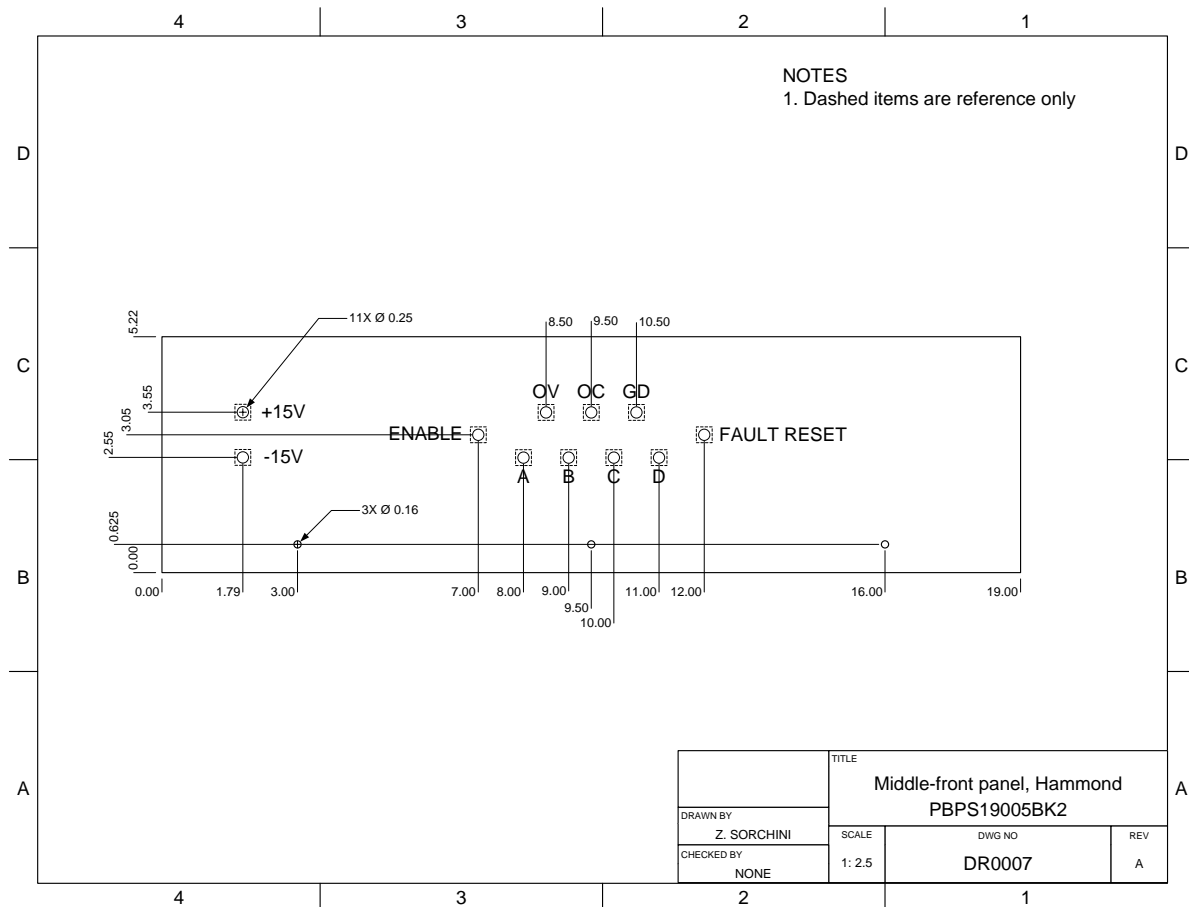 4 3 2 1
NOTES
1. Dashed items are reference only
D D
5.22
11X Ø 0.25
8.50 9.50 10.50
C C
3.55
OV OC GD
+15V
3.05
ENABLE
FAULT RESET
2.55
-15V
A B C D
3X Ø 0.16
0.625
0.00
B B
0.00 1.79 3.00 7.00 8.00 9.00 11.00 12.00 16.00 19.00
9.50
10.00
A A
TITLE
Middle-front panel, Hammond
PBPS19005BK2
DRAWN BY
Z. SORCHINI
CHECKED BY
NONE
SCALE
1: 2.5
DWG NO
DR0007
REV
A
4 3 2 1